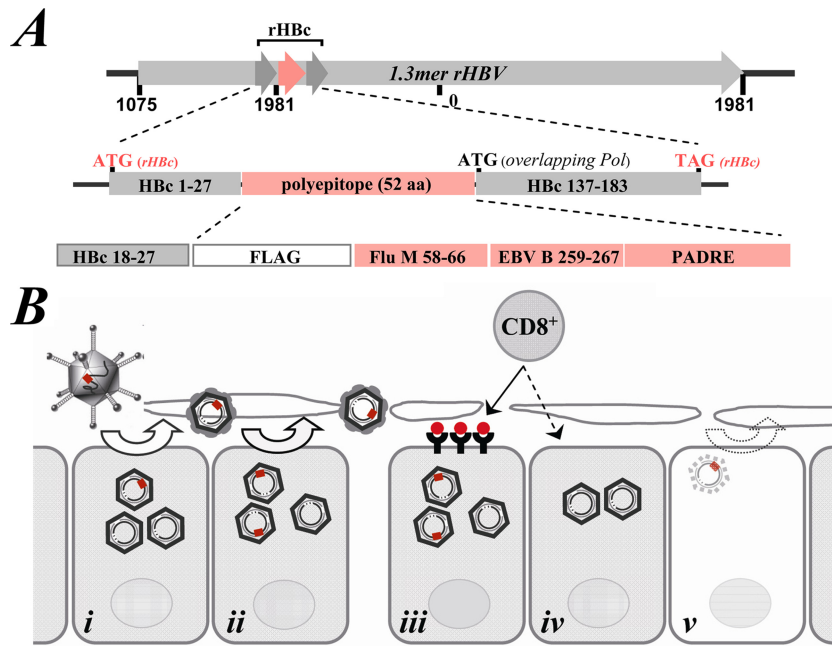 A
rHBc
1.3mer rHBV
1075
1981
0
1981
ATG (rHBc)
ATG (overlapping Pol)
TAG (rHBc)
HBc 1-27
polyepitope (52 aa)
HBc 137-183
HBc 18-27
FLAG
Flu M 58-66
EBV B 259-267
PADRE
B
CD8+
i
ii
iii
iv
v